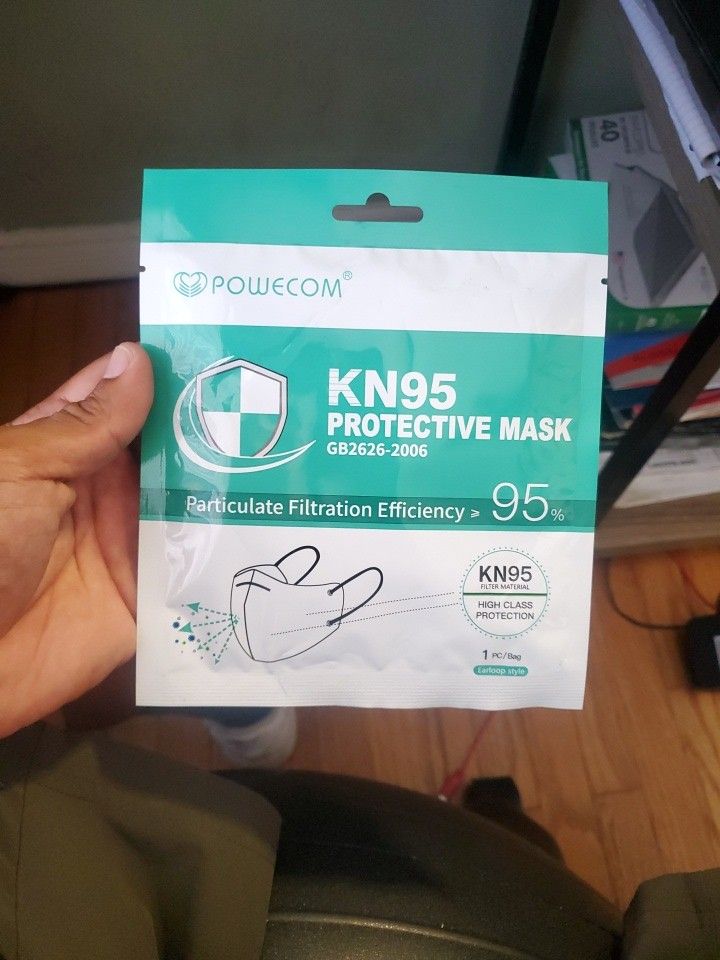 40
POWECOM®
KN95
PROTECTIVE MASK
GB2626-2006
Particulate Filtration Efficiency ≥ 95%
KN95
FILTER MATERIAL
HIGH CLASS
PROTECTION
1 PC/Bag
Earloop style